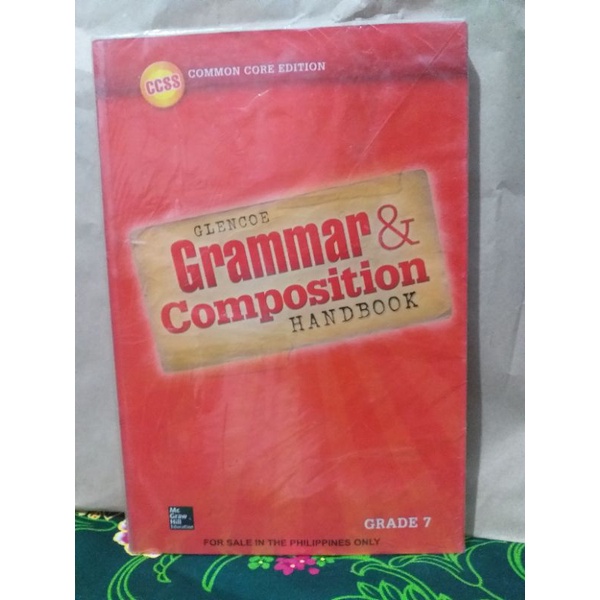 CCSS
COMMON CORE EDITION
GLENCOE
Grammar &
Composition
HANDBOOK
Mc
Graw
Hill
Education
GRADE 7
FOR SALE IN THE PHILIPPINES ONLY